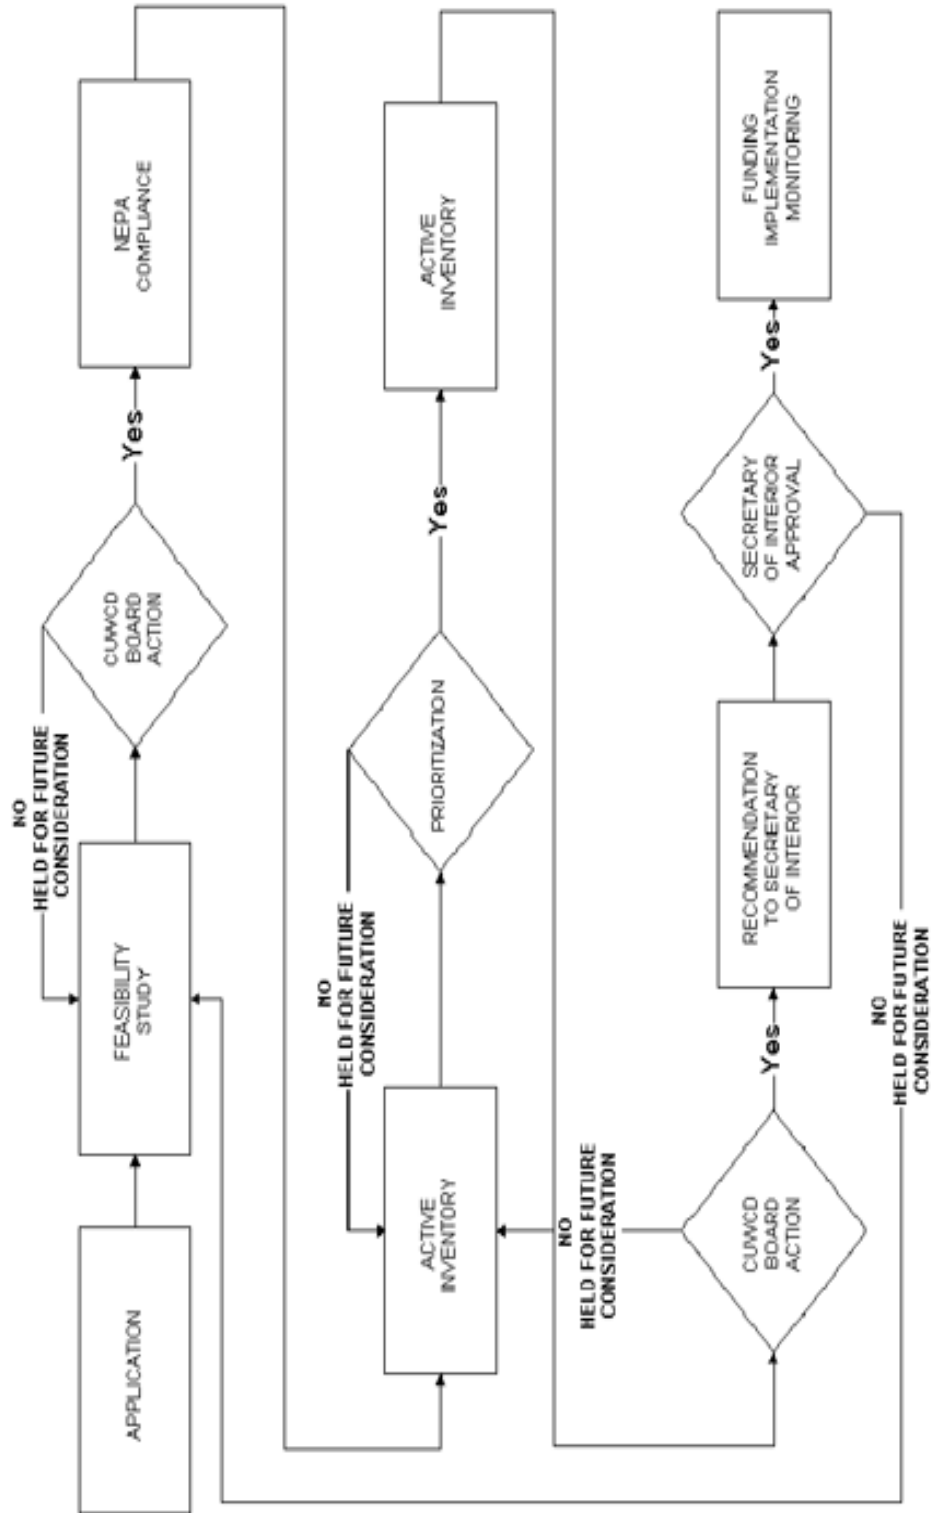 APPLICATION
FEASIBILITY
STUDY
NO
HELD FOR FUTURE
CONSIDERATION
CUWCD
BOARD
ACTION
Yes
NEPA
COMPLIANCE
ACTIVE
INVENTORY
NO
HELD FOR FUTURE
CONSIDERATION
PRIORITIZATION
Yes
ACTIVE
INVENTORY
NO
HELD FOR FUTURE
CONSIDERATION
CUWCD
BOARD
ACTION
Yes
RECOMMENDATION
TO SECRETARY
OF INTERIOR
SECRETARY
OF INTERIOR
APPROVAL
Yes
FUNDING
IMPLEMENTATION
MONITORING
NO
HELD FOR FUTURE
CONSIDERATION